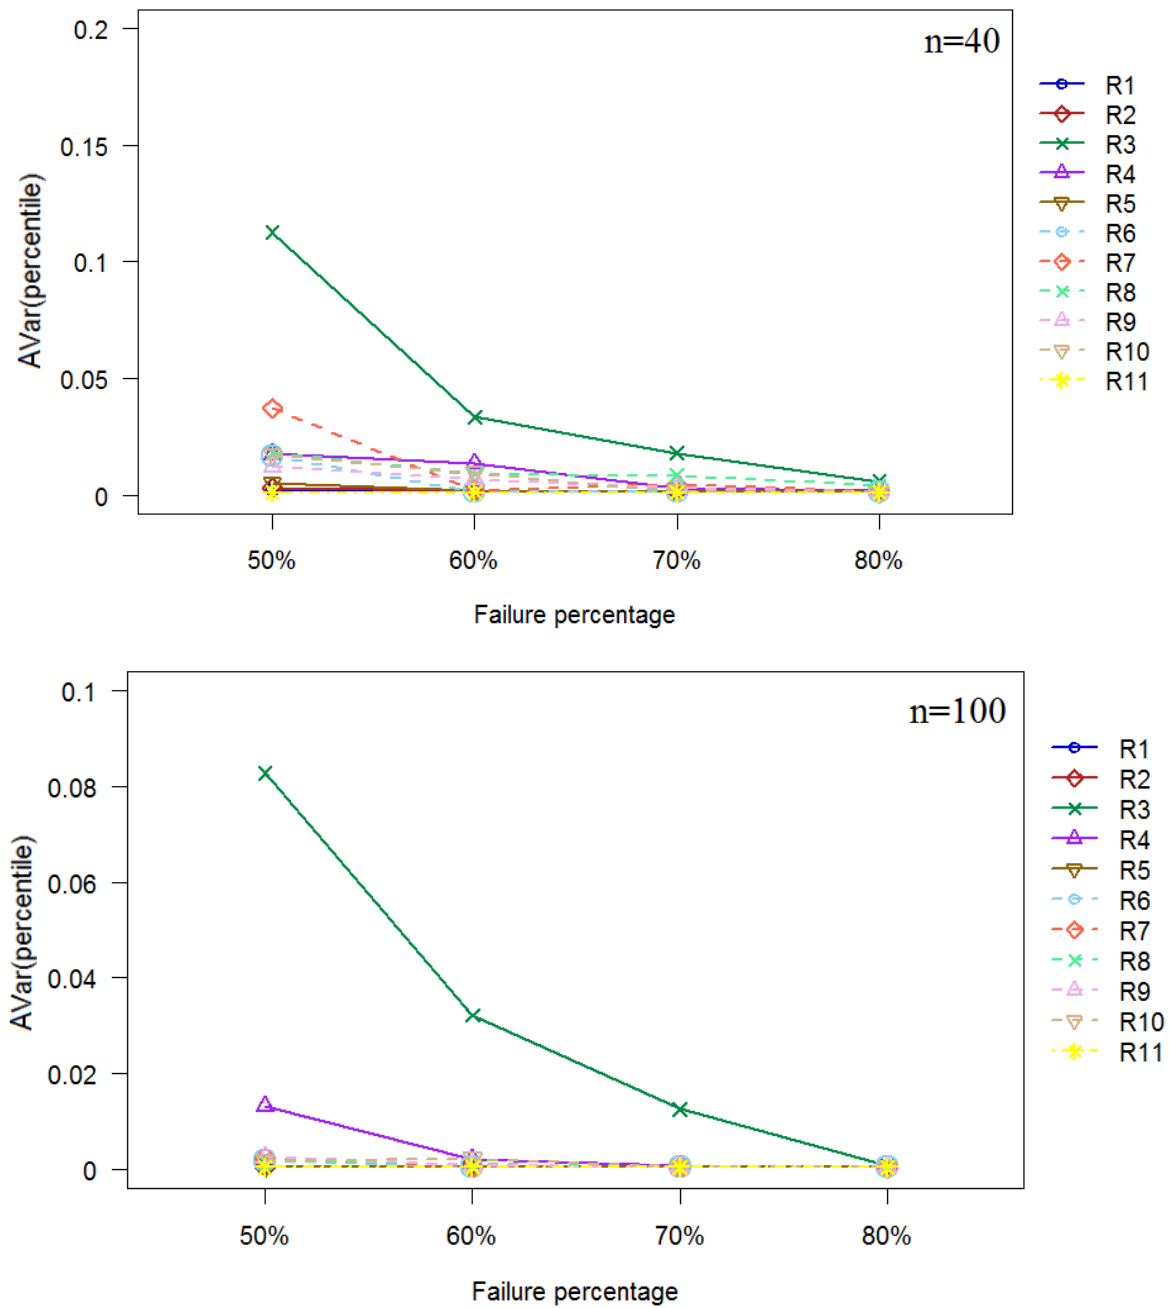 n=40
0.2
0.15
0.1
0.05
0
AVar(percentile)
50%
60%
70%
80%
Failure percentage
R1
R2
R3
R4
R5
R6
R7
R8
R9
R10
R11
n=100
0.1
0.08
0.06
0.04
0.02
0
AVar(percentile)
50%
60%
70%
80%
Failure percentage
R1
R2
R3
R4
R5
R6
R7
R8
R9
R10
R11